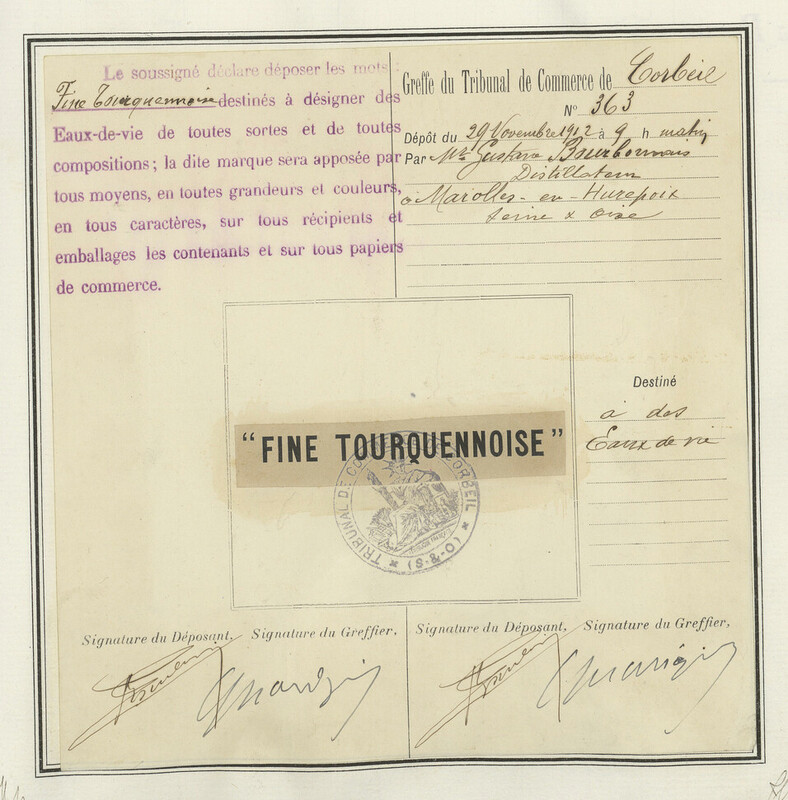 Le soussigné déclare déposer les mots :
Fine Tourquennoise destinés à désigner des
Eaux-de-vie de toutes sortes et de toutes
compositions ; la dite marque sera apposée par
tous moyens, en toutes grandeurs et couleurs,
en tous caractères, sur tous récipients et
emballages les contenants et sur tous papiers
de commerce.
Greffe du Tribunal de Commerce de Corbeil
N° 363
Dépôt du 29 Novembre 1912 à 9 h matin
Par Mr Gustave Bourbonnais
Distillateur
à Marolles-en-Hurepoix
Seine & Oise
"FINE TOURQUENNOISE"
TRIBUNAL DE COMMERCE CORBEIL
(S-&-O)
Destiné
à des
Eaux de vie
Signature du Déposant, Signature du Greffier,
Signature du Déposant, Signature du Greffier,